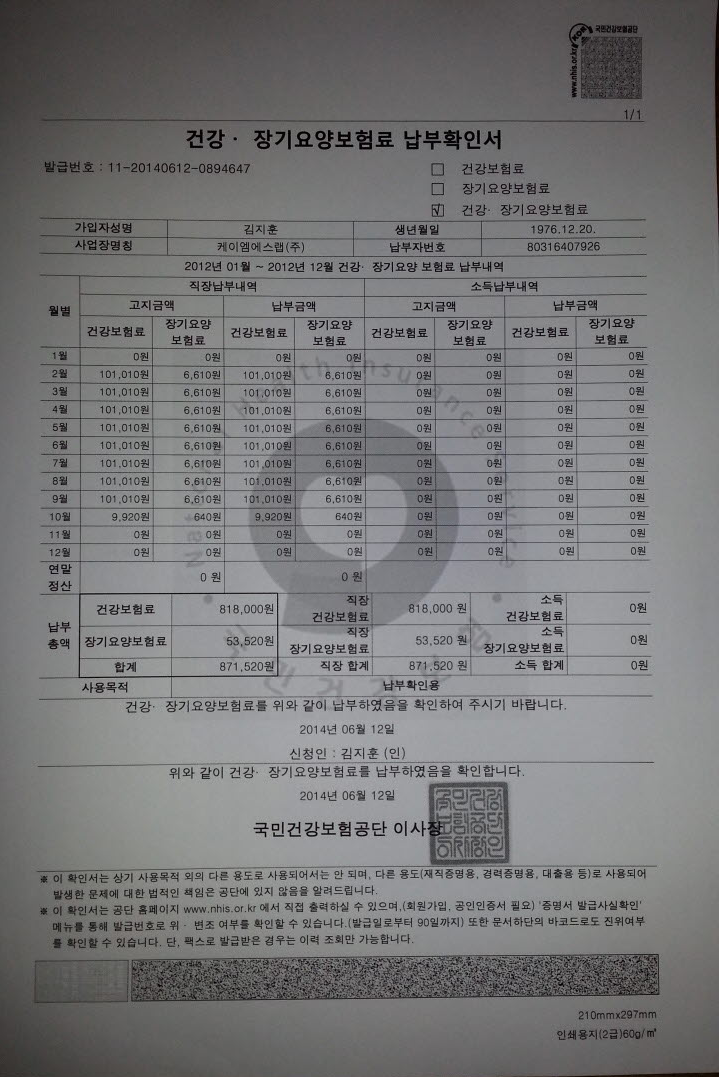 국민건강보험공단
www.nhis.or.kr
1/1
건강 · 장기요양보험료 납부확인서
발급번호 : 11-20140612-0894647
□ 건강보험료
□ 장기요양보험료
☑ 건강· 장기요양보험료
가입자성명 김지훈 생년월일 1976.12.20.
사업장명칭 케이엠에스랩(주) 납부자번호 80316407926
2012년 01월 ~ 2012년 12월 건강· 장기요양 보험료 납부내역
월별 직장납부내역 소득납부내역
고지금액 납부금액 고지금액 납부금액
건강보험료 장기요양보험료 건강보험료 장기요양보험료 건강보험료 장기요양보험료 건강보험료 장기요양보험료
1월 0원 0원 0원 0원 0원 0원 0원 0원
2월 101,010원 6,610원 101,010원 6,610원 0원 0원 0원 0원
3월 101,010원 6,610원 101,010원 6,610원 0원 0원 0원 0원
4월 101,010원 6,610원 101,010원 6,610원 0원 0원 0원 0원
5월 101,010원 6,610원 101,010원 6,610원 0원 0원 0원 0원
6월 101,010원 6,610원 101,010원 6,610원 0원 0원 0원 0원
7월 101,010원 6,610원 101,010원 6,610원 0원 0원 0원 0원
8월 101,010원 6,610원 101,010원 6,610원 0원 0원 0원 0원
9월 101,010원 6,610원 101,010원 6,610원 0원 0원 0원 0원
10월 9,920원 640원 9,920원 640원 0원 0원 0원 0원
11월 0원 0원 0원 0원 0원 0원 0원 0원
12월 0원 0원 0원 0원 0원 0원 0원 0원
연말정산 0 원 0 원
납부총액 건강보험료 818,000원 직장 건강보험료 818,000 원 소득 건강보험료 0원
장기요양보험료 53,520원 직장 장기요양보험료 53,520 원 소득 장기요양보험료 0원
합계 871,520원 직장 합계 871,520 원 소득 합계 0원
사용목적 납부확인용
건강· 장기요양보험료를 위와 같이 납부하였음을 확인하여 주시기 바랍니다.
2014년 06월 12일
신청인 : 김지훈 (인)
위와 같이 건강· 장기요양보험료를 납부하였음을 확인합니다.
2014년 06월 12일
국민건강보험공단 이사장
※ 이 확인서는 상기 사용목적 외의 다른 용도로 사용되어서는 안 되며, 다른 용도(재직증명용, 경력증명용, 대출용 등)로 사용되어
발생한 문제에 대한 법적인 책임은 공단에 있지 않음을 알려드립니다.
※ 이 확인서는 공단 홈페이지 www.nhis.or.kr 에서 직접 출력하실 수 있으며,(회원가입, 공인인증서 필요) '증명서 발급사실확인'
메뉴를 통해 발급번호로 위 · 변조 여부를 확인할 수 있습니다.(발급일로부터 90일까지) 또한 문서하단의 바코드로도 진위여부
를 확인할 수 있습니다. 단, 팩스로 발급받은 경우는 이력 조회만 가능합니다.
210mmx297mm
인쇄용지(2급)60g/㎡